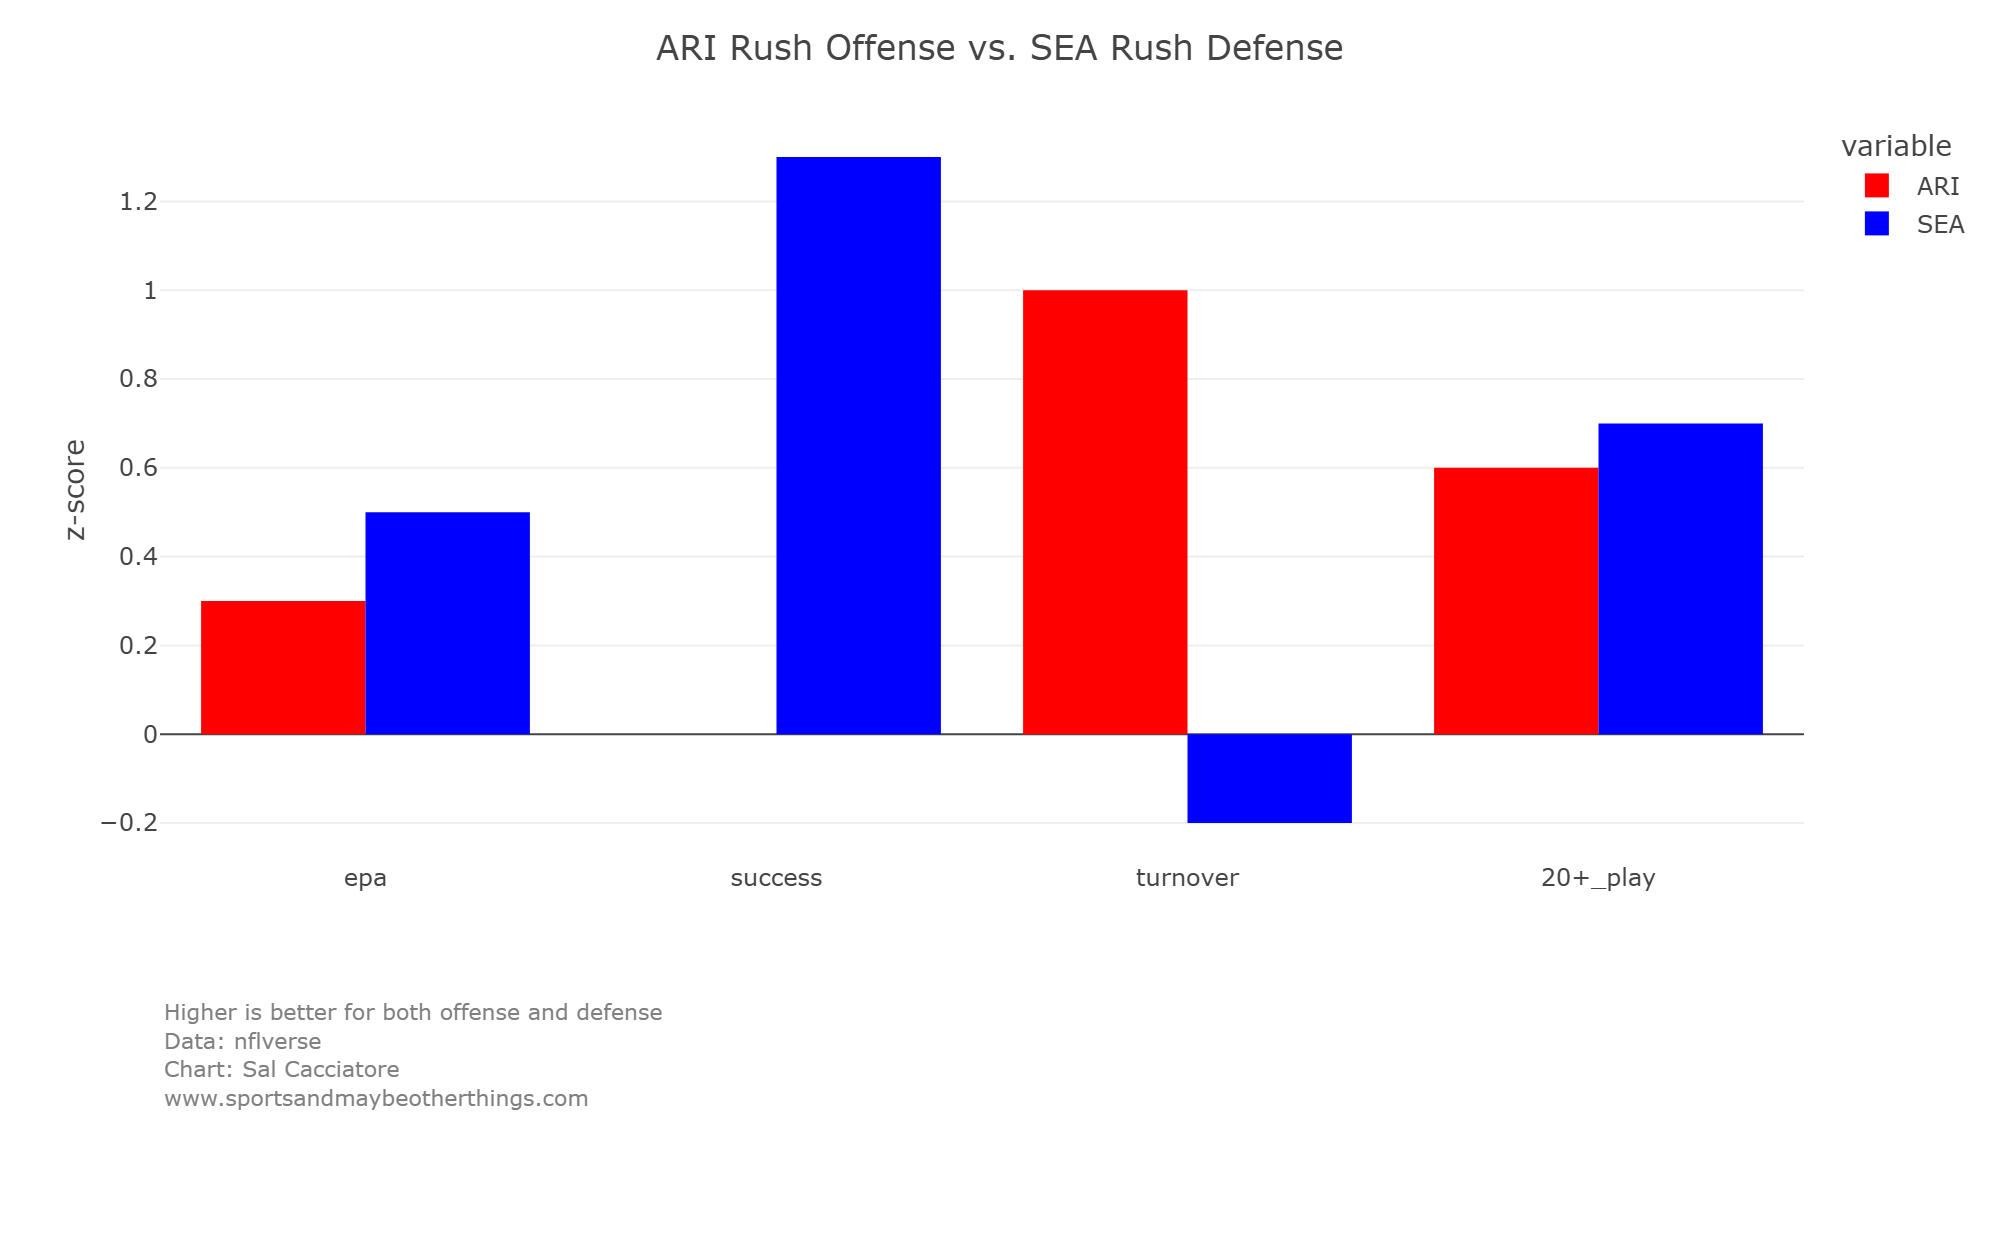 ARI Rush Offense vs. SEA Rush Defense
variable
ARI
SEA
1.2
1
0.8
0.6
0.4
0.2
0
−0.2
z-score
epa
success
turnover
20+_play
Higher is better for both offense and defense
Data: nflverse
Chart: Sal Cacciatore
www.sportsandmaybeotherthings.com